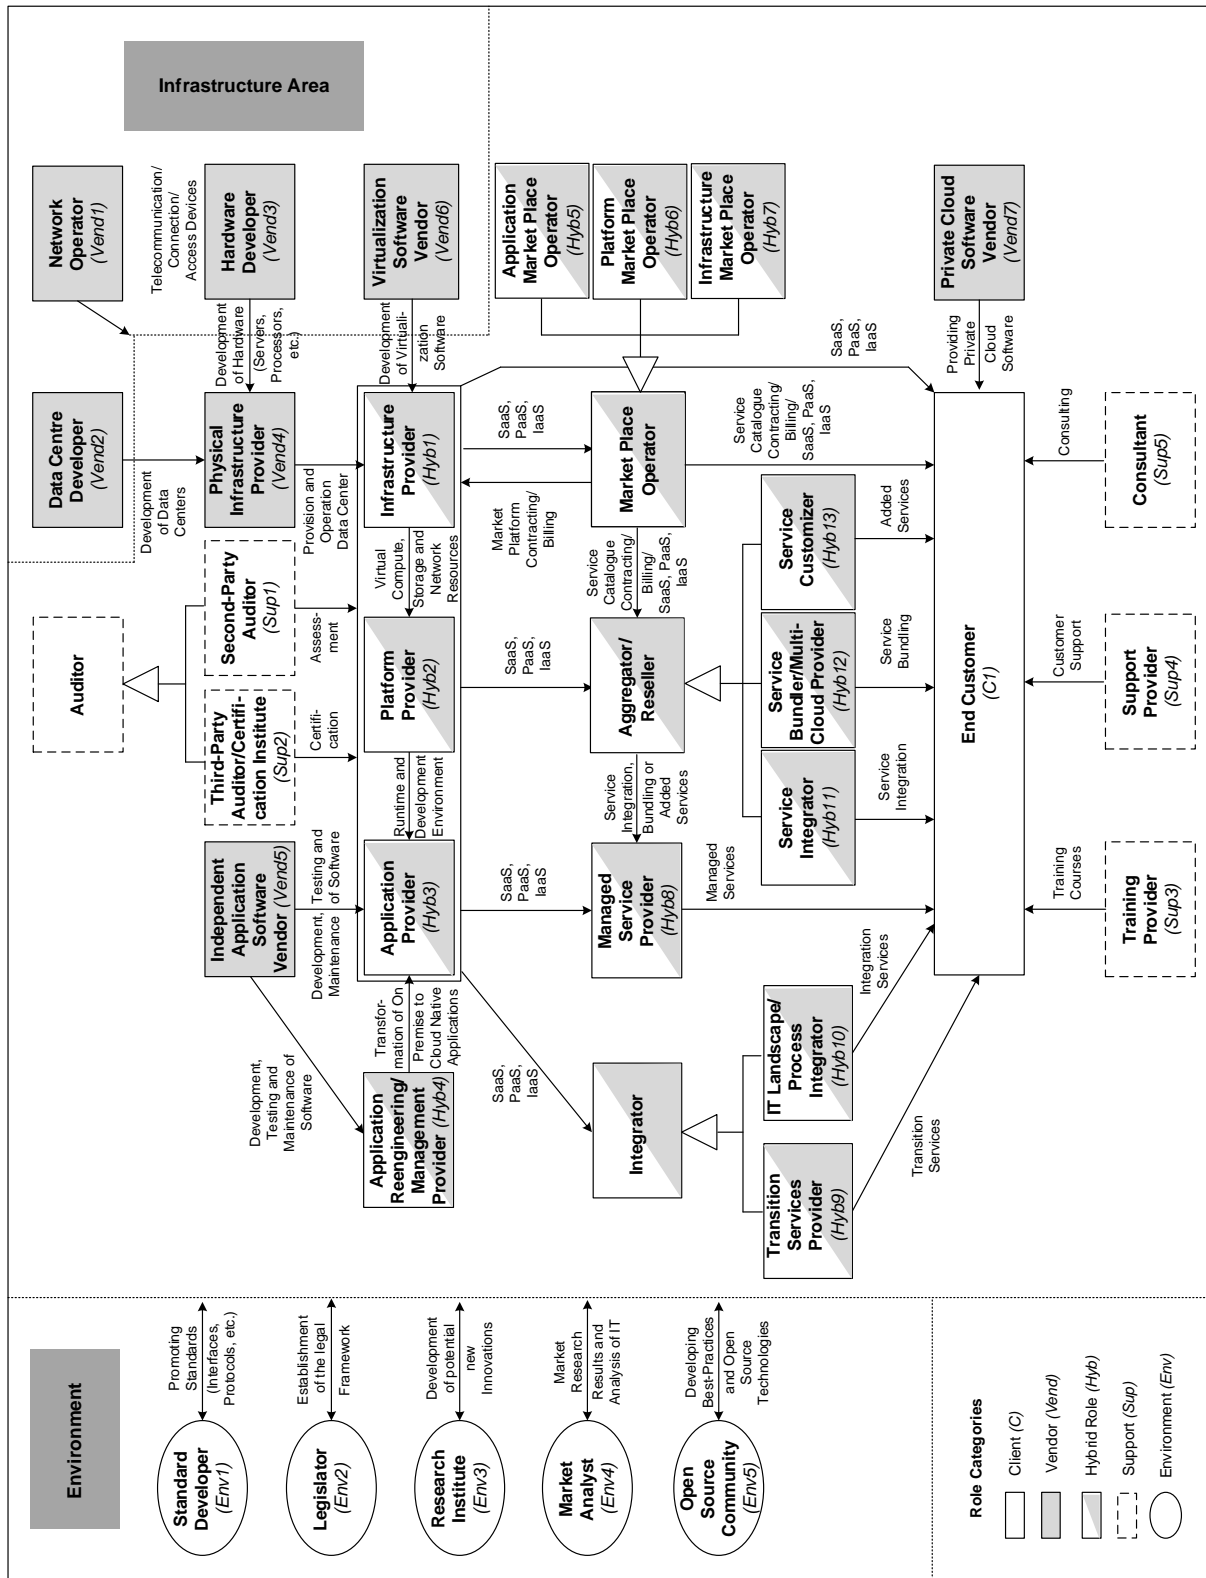 Environment
Infrastructure Area
Standard
Developer
(Env1)
Promoting
Standards
(Interfaces,
Protocols, etc.)
Legislator
(Env2)
Establishment
of the legal
Framework
Research
Institute
(Env3)
Development
of potential
new
Innovations
Market
Analyst
(Env4)
Market
Research
Results and
Analysis of IT
Open
Source
Community
(Env5)
Developing
Best-Practices
and Open
Source
Technologies
Auditor
Data Centre
Developer
(Vend2)
Network
Operator
(Vend1)
Development
of Data
Centers
Telecommunication/
Connection/
Access Devices
Independent
Application
Software
Vendor (Vend5)
Third-Party
Auditor/Certifi-
cation Institute
(Sup2)
Second-Party
Auditor
(Sup1)
Physical
Infrastructure
Provider
(Vend4)
Hardware
Developer
(Vend3)
Development
of Hardware
(Servers,
Processors,
etc.)
Development,
Testing and
Maintenance of
Software
Development, Testing and
Maintenance of Software
Certifi-
cation
Assess-
ment
Provision and
Operation
Data Center
Development
of Virtuali-
zation
Software
Application
Reengineering/
Management
Provider (Hyb4)
Transfor-
mation of On
Premise to
Cloud Native
Applications
Application
Provider
(Hyb3)
Runtime and
Development
Environment
Platform
Provider
(Hyb2)
Virtual
Compute,
Storage and
Network
Resources
Infrastructure
Provider
(Hyb1)
Virtualization
Software
Vendor
(Vend6)
SaaS,
PaaS,
IaaS
SaaS,
PaaS,
IaaS
SaaS,
PaaS,
IaaS
Market
Platform
Contracting/
Billing
SaaS,
PaaS,
IaaS
Application
Market Place
Operator
(Hyb5)
Platform
Market Place
Operator
(Hyb6)
Infrastructure
Market Place
Operator
(Hyb7)
Integrator
Managed
Service
Provider
(Hyb8)
Service
Integration,
Bundling or
Added
Services
Aggregator/
Reseller
Service
Catalogue
Contracting/
Billing/
SaaS, PaaS,
IaaS
Market Place
Operator
Transition
Services
Provider
(Hyb9)
IT Landscape/
Process
Integrator
(Hyb10)
Managed
Services
Service
Integrator
(Hyb11)
Service
Bundler/Multi-
Cloud Provider
(Hyb12)
Service
Customizer
(Hyb13)
Service
Catalogue
Contracting/
Billing/
SaaS, PaaS,
IaaS
SaaS,
PaaS,
IaaS
Transition
Services
Integration
Services
Service
Integration
Service
Bundling
Added
Services
Providing
Private
Cloud
Software
Private Cloud
Software
Vendor
(Vend7)
End Customer
(C1)
Training
Courses
Customer
Support
Consulting
Training
Provider
(Sup3)
Support
Provider
(Sup4)
Consultant
(Sup5)
Role Categories
Client (C)
Vendor (Vend)
Hybrid Role (Hyb)
Support (Sup)
Environment (Env)